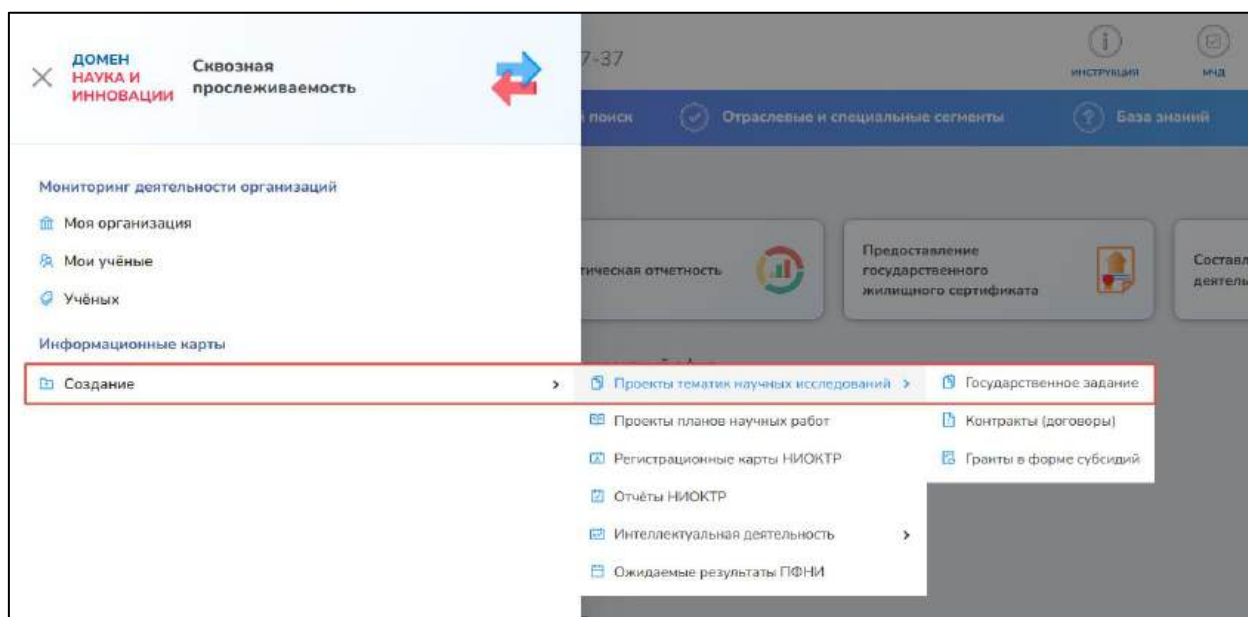 ДОМЕН
НАУКА И
ИННОВАЦИИ
Сквозная
прослеживаемость
7-37
ИНСТРУКЦИЯ
МЧД
поиск
Отраслевые и специальные сегменты
База знаний
Мониторинг деятельности организаций
Моя организация
Мои учёные
Учёных
тическая отчетность
Предоставление
государственного
жилищного сертификата
Составл
деятель
Информационные карты
Создание
Проекты тематик научных исследований
Государственное задание
Проекты планов научных работ
Контракты (договоры)
Регистрационные карты НИОКТР
Гранты в форме субсидий
Отчёты НИОКТР
Интеллектуальная деятельность
Ожидаемые результаты ПФНИ